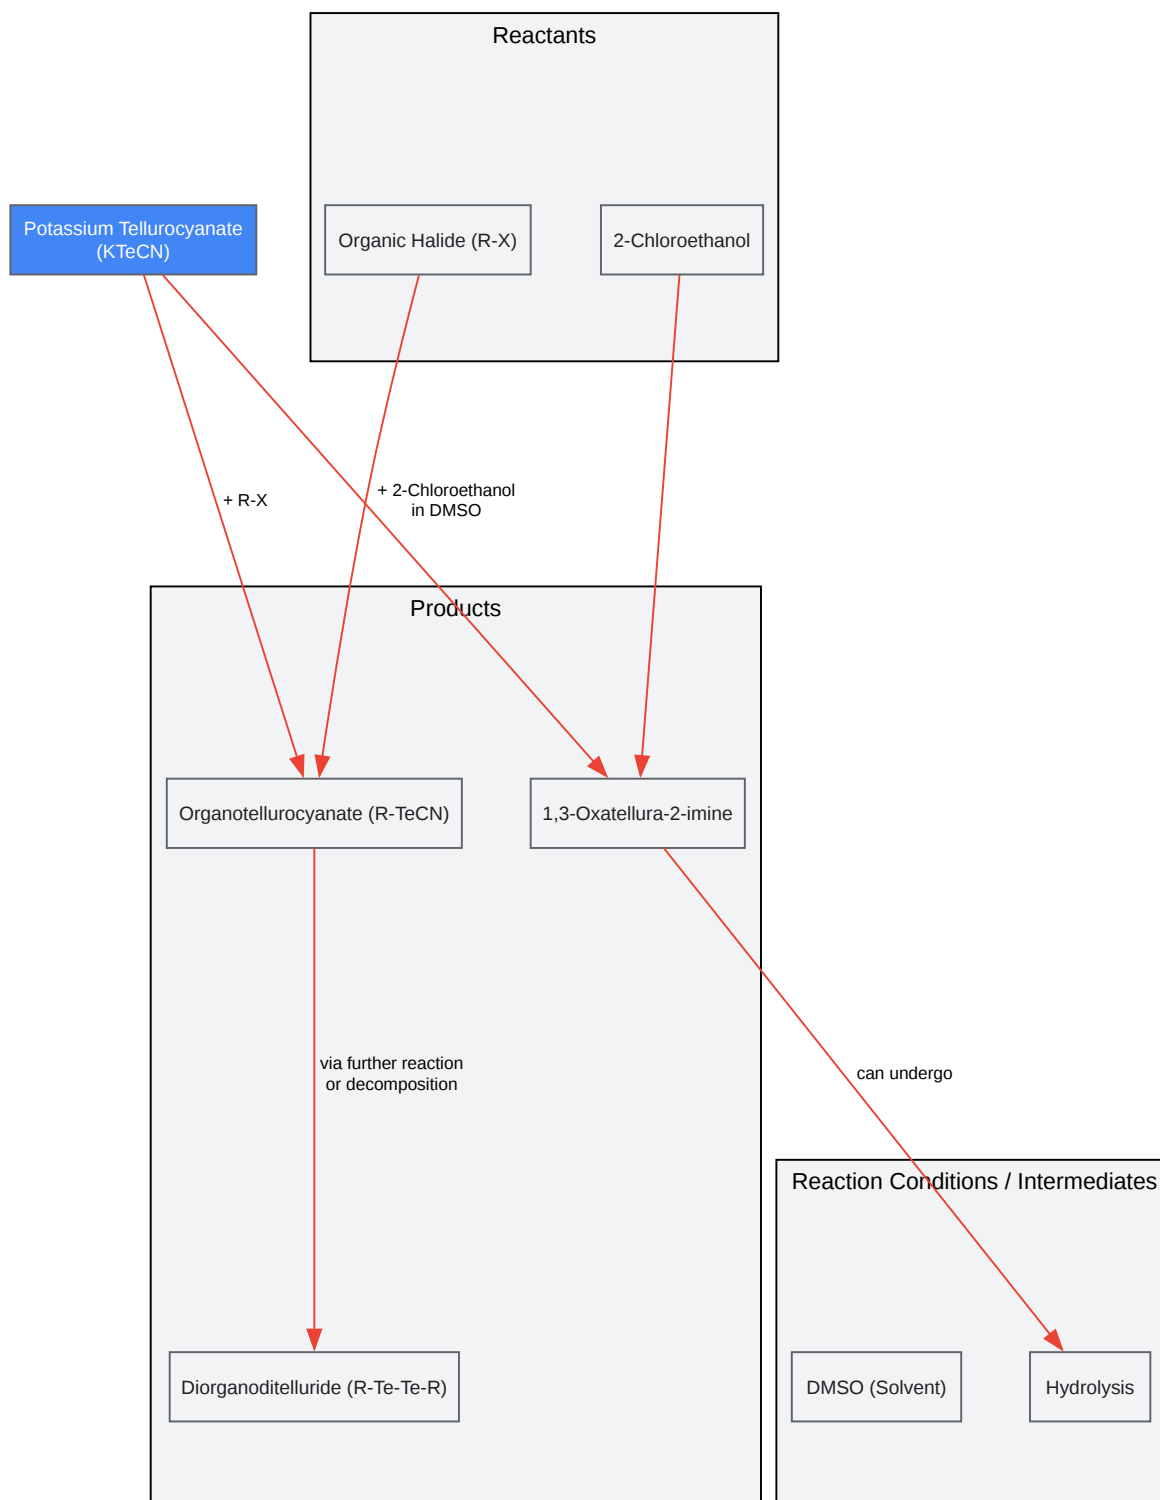 Reactants
Potassium Tellurocyanate
(KTeCN)
Organic Halide (R-X)
2-Chloroethanol
+ R-X
+ 2-Chloroethanol
in DMSO
Products
Organotellurocyanate (R-TeCN)
1,3-Oxatellura-2-imine
via further reaction
or decomposition
can undergo
Reaction Conditions / Intermediates
Diorganoditelluride (R-Te-Te-R)
DMSO (Solvent)
Hydrolysis